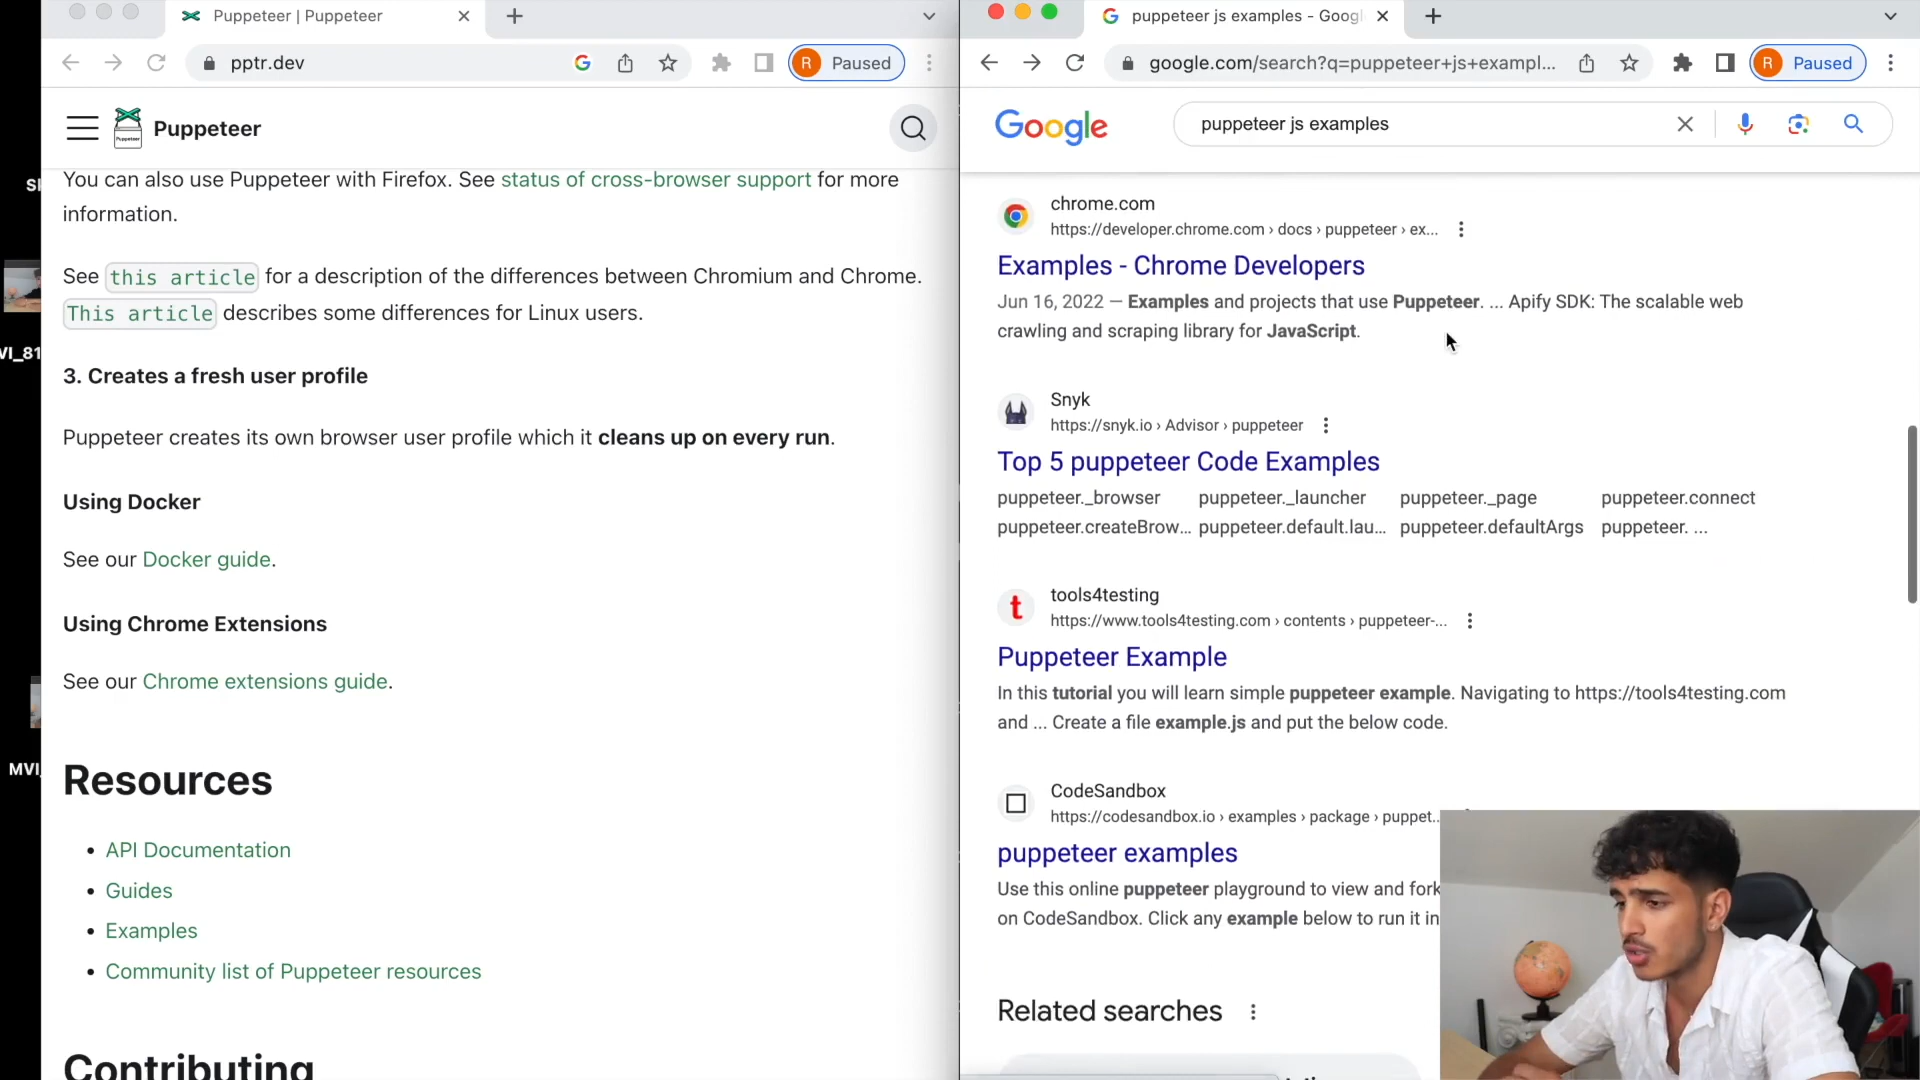 Puppeteer | Puppeteer
pptr.dev
R Paused
Puppeteer
You can also use Puppeteer with Firefox. See status of cross-browser support for more
information.
See this article for a description of the differences between Chromium and Chrome.
This article describes some differences for Linux users.
3. Creates a fresh user profile
Puppeteer creates its own browser user profile which it cleans up on every run.
Using Docker
See our Docker guide.
Using Chrome Extensions
See our Chrome extensions guide.
Resources
• API Documentation
• Guides
• Examples
• Community list of Puppeteer resources
Contributing
VI_81
MVI_
puppeteer js examples - Googl
google.com/search?q=puppeteer+js+exampl...
R Paused
Google
puppeteer js examples
chrome.com
https://developer.chrome.com › docs › puppeteer › ex...
Examples - Chrome Developers
Jun 16, 2022 — Examples and projects that use Puppeteer. ... Apify SDK: The scalable web
crawling and scraping library for JavaScript.
Snyk
https://snyk.io › Advisor › puppeteer
Top 5 puppeteer Code Examples
puppeteer._browser puppeteer._launcher puppeteer._page puppeteer.connect
puppeteer.createBrow... puppeteer.default.lau... puppeteer.defaultArgs puppeteer. ...
t
tools4testing
https://www.tools4testing.com › contents › puppeteer-...
Puppeteer Example
In this tutorial you will learn simple puppeteer example. Navigating to https://tools4testing.com
and ... Create a file example.js and put the below code.
CodeSandbox
https://codesandbox.io › examples › package › puppet..
puppeteer examples
Use this online puppeteer playground to view and fork
on CodeSandbox. Click any example below to run it in
Related searches